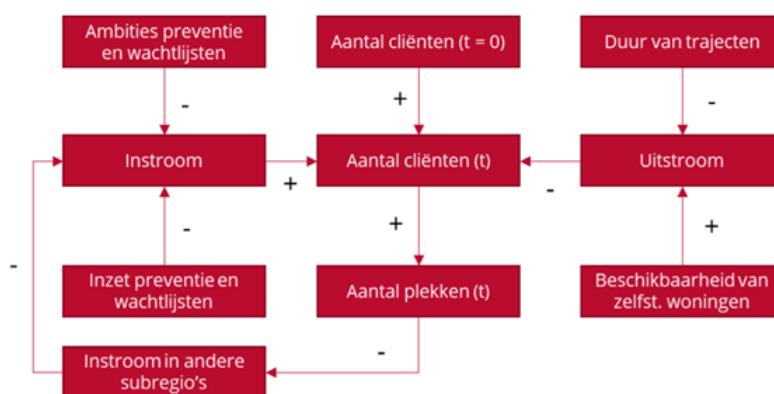 Ambities preventie
en wachtlijsten
Aantal cliënten (t = 0)
Duur van trajecten
-
+
-
Instroom
Aantal cliënten (t)
Uitstroom
+
-
-
+
+
-
Inzet preventie en
wachtlijsten
Aantal plekken (t)
Beschikbaarheid van
zelfst. woningen
-
Instroom in andere
subregio's